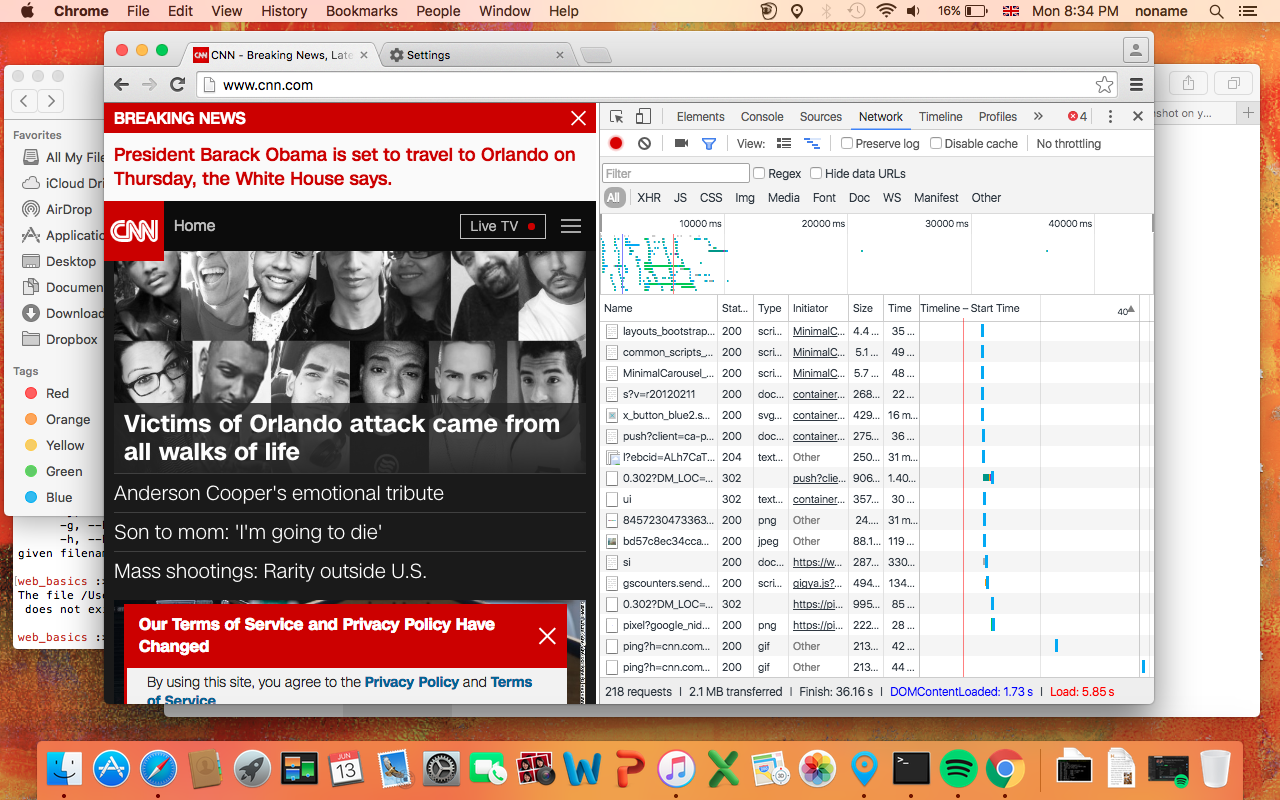 Chrome File Edit View History Bookmarks People Window Help 16% Mon 8:34 PM noname
CNN - Breaking News, Late
Settings
www.cnn.com
Favorites
All My File
iCloud Dri
AirDrop
Applicatio
Desktop
Documen
Download
Dropbox
Tags
Red
Orange
Yellow
Green
Blue
-g, --h
-h, --h
given filenam
[web_basics ::
The file /Use
does not ex
web_basics ::
shot on y...
BREAKING NEWS
President Barack Obama is set to travel to Orlando on
Thursday, the White House says.
CNN Home Live TV
Victims of Orlando attack came from
all walks of life
Anderson Cooper's emotional tribute
Son to mom: 'I'm going to die'
Mass shootings: Rarity outside U.S.
Our Terms of Service and Privacy Policy Have
Changed
By using this site, you agree to the Privacy Policy and Terms
of Service
Elements Console Sources Network Timeline Profiles » 4
View: Preserve log Disable cache No throttling
Filter Regex Hide data URLs
All XHR JS CSS Img Media Font Doc WS Manifest Other
10000 ms 20000 ms 30000 ms 40000 ms
Name Stat... Type Initiator Size Time Timeline – Start Time 40
layouts_bootstrap... 200 scri... MinimalC... 4.4 ... 35 ...
common_scripts_... 200 scri... MinimalC... 5.1 ... 49 ...
MinimalCarousel_... 200 scri... MinimalC... 5.7 ... 48 ...
s?v=r20120211 200 doc... container... 268... 22 ...
x_button_blue2.s... 200 svg... container... 429... 16 m...
push?client=ca-p... 200 doc... container... 275... 36 ...
l?ebcid=ALh7CaT... 204 text... Other 250... 31 m...
0.302?DM_LOC=... 302 push?clie... 906... 1.40...
ui 302 text... container... 357... 30 ...
8457230473363... 200 png Other 24.... 31 m...
bd57c8ec34cca... 200 jpeg Other 88.1... 119 ...
si 200 doc... https://w... 287... 330...
gscounters.send... 200 scri... gigya.js?... 494... 134...
0.302?DM_LOC=... 302 https://pi... 995... 85 ...
pixel?google_nid... 200 png https://pi... 222... 28 ...
ping?h=cnn.com... 200 gif Other 213... 42 ...
ping?h=cnn.com... 200 gif Other 213... 44 ...
218 requests | 2.1 MB transferred | Finish: 36.16 s | DOMContentLoaded: 1.73 s | Load: 5.85 s
JUN
13